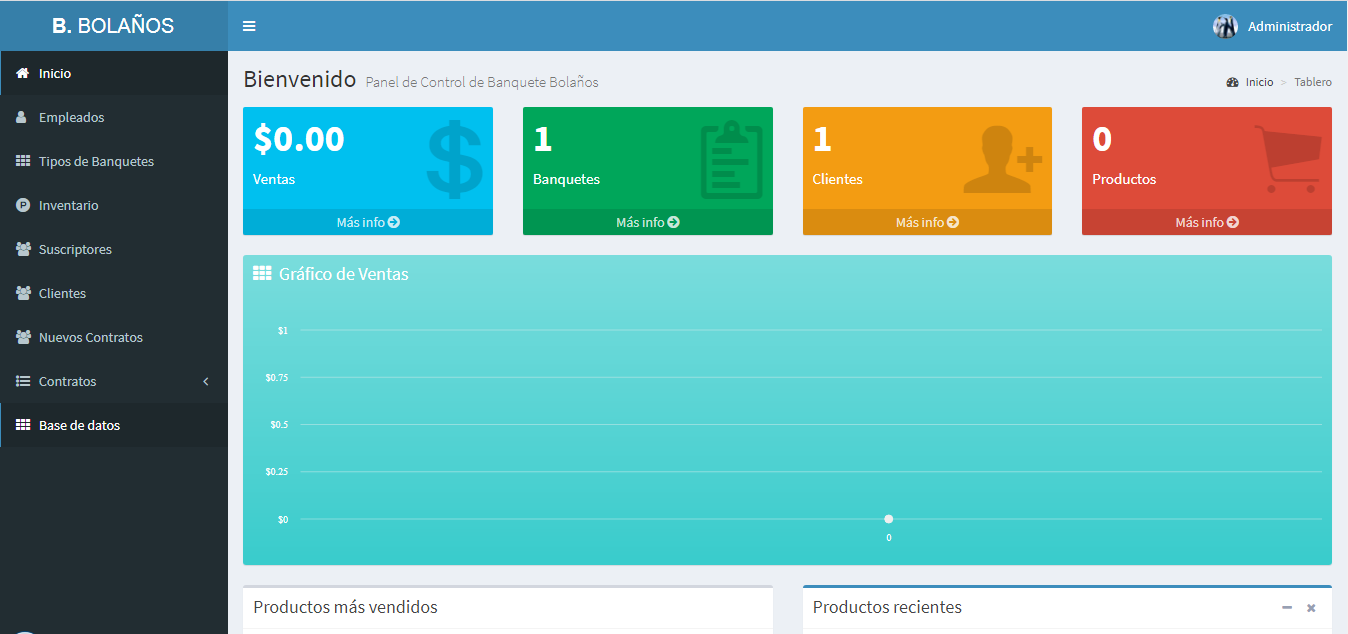 B. BOLAÑOS
Administrador
Inicio
Empleados
Tipos de Banquetes
P Inventario
Suscriptores
Clientes
Nuevos Contratos
Contratos
Base de datos
Bienvenido Panel de Control de Banquete Bolaños
Inicio > Tablero
$0.00
Ventas
Más info
1
Banquetes
Más info
1
Clientes
Más info
0
Productos
Más info
Gráfico de Ventas
$1
$0.75
$0.5
$0.25
$0
0
Productos más vendidos
Productos recientes